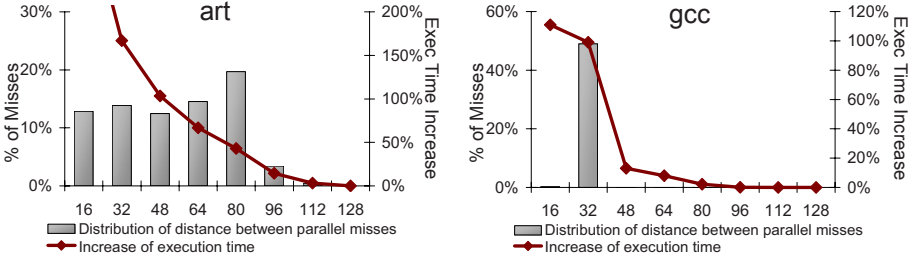 art
30%
20%
10%
0%
% of Misses
200%
150%
100%
50%
0%
Exec Time Increase
16 32 48 64 80 96 112 128
Distribution of distance between parallel misses
Increase of execution time
gcc
60%
40%
20%
0%
% of Misses
120%
100%
80%
60%
40%
20%
0%
Exec Time Increase
16 32 48 64 80 96 112 128
Distribution of distance between parallel misses
Increase of execution time